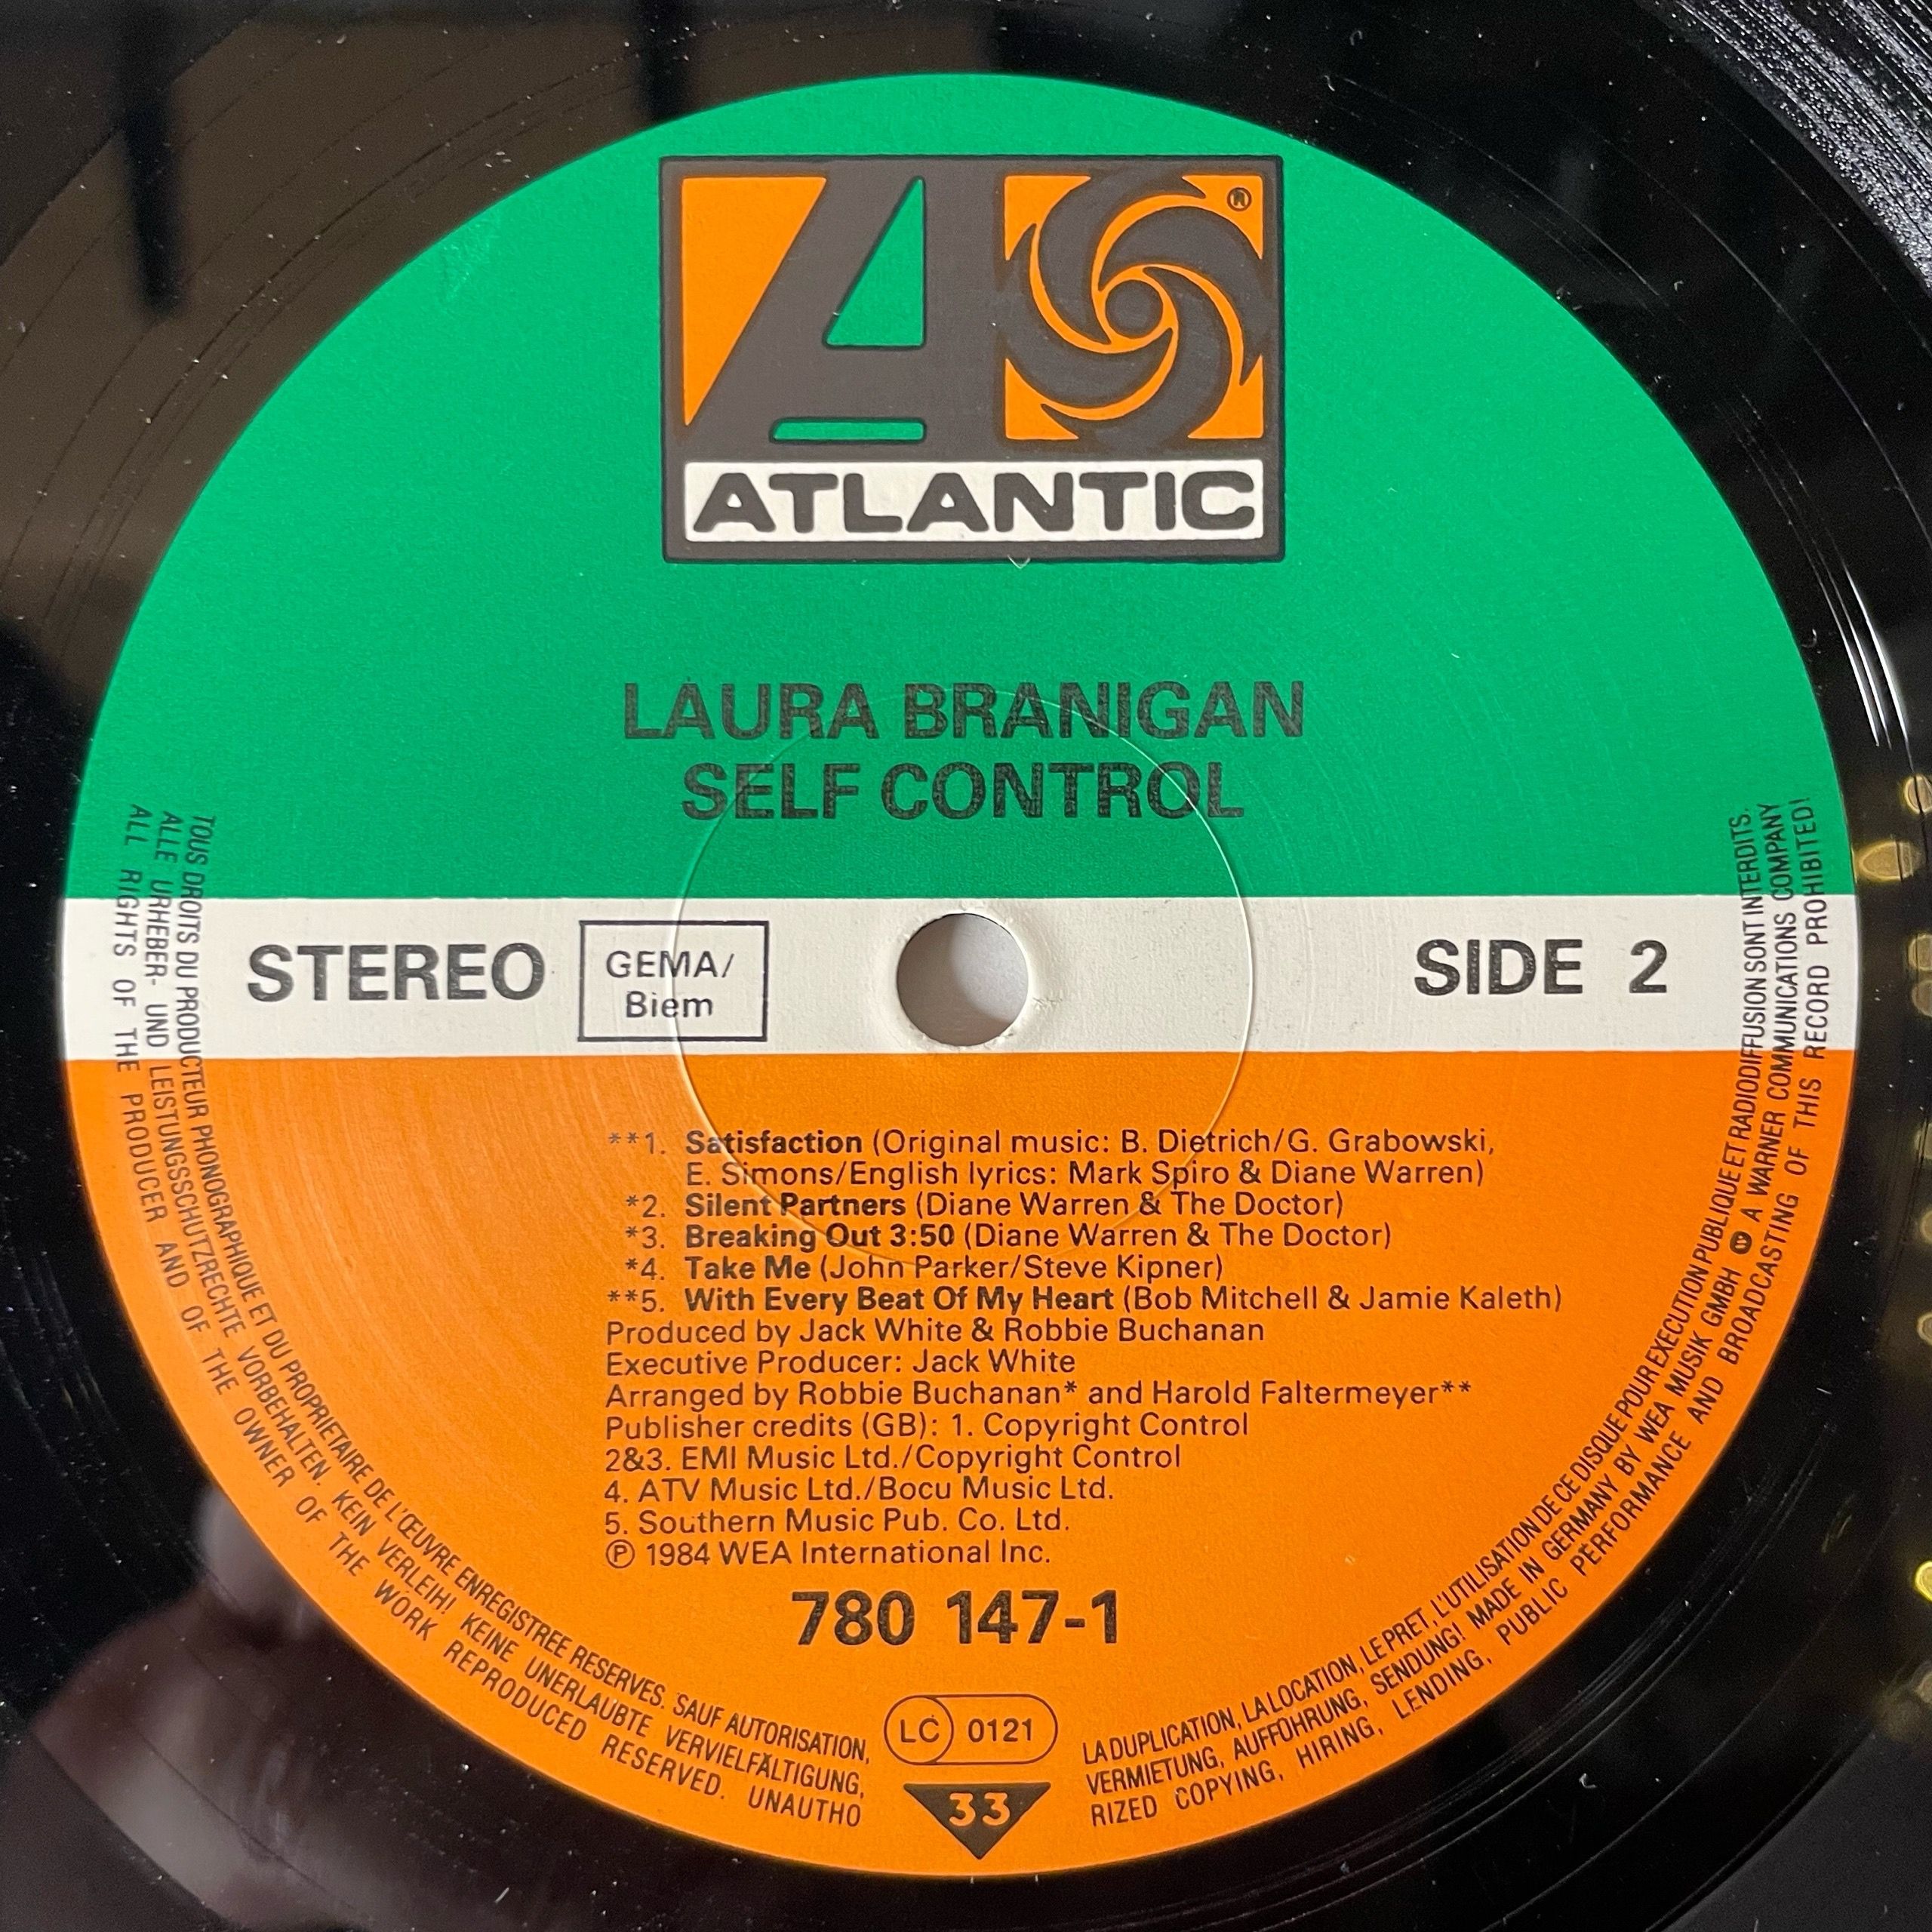 ®
ATLANTIC
LAURA BRANIGAN
SELF CONTROL
STEREO
GEMA/
Biem
SIDE 2
**1. Satisfaction (Original music: B. Dietrich/G. Grabowski,
E. Simons/English lyrics: Mark Spiro & Diane Warren)
*2. Silent Partners (Diane Warren & The Doctor)
*3. Breaking Out 3:50 (Diane Warren & The Doctor)
*4. Take Me (John Parker/Steve Kipner)
**5. With Every Beat Of My Heart (Bob Mitchell & Jamie Kaleth)
Produced by Jack White & Robbie Buchanan
Executive Producer: Jack White
Arranged by Robbie Buchanan* and Harold Faltermeyer**
Publisher credits (GB): 1. Copyright Control
2&3. EMI Music Ltd./Copyright Control
4. ATV Music Ltd./Bocu Music Ltd.
5. Southern Music Pub. Co. Ltd.
℗ 1984 WEA International Inc.
780 147-1
LC 0121
33
TOUS DROITS DU PRODUCTEUR PHONOGRAPHIQUE ET DU PROPRIETAIRE DE L'ŒUVRE ENREGISTREE RESERVES. SAUF AUTORISATION, LA DUPLICATION, LA LOCATION, LE PRET, L'UTILISATION DE CE DISQUE POUR EXECUTION PUBLIQUE ET RADIODIFFUSION SONT INTERDITS.
ALLE URHEBER- UND LEISTUNGSSCHUTZRECHTE VORBEHALTEN. KEIN VERLEIH! KEINE UNERLAUBTE VERVIELFÄLTIGUNG, VERMIETUNG, AUFFÜHRUNG, SENDUNG! MADE IN GERMANY BY WEA MUSIK GMBH A WARNER COMMUNICATIONS COMPANY
ALL RIGHTS OF THE PRODUCER AND OF THE OWNER OF THE WORK REPRODUCED RESERVED. UNAUTHORIZED COPYING, HIRING, LENDING, PUBLIC PERFORMANCE AND BROADCASTING OF THIS RECORD PROHIBITED!